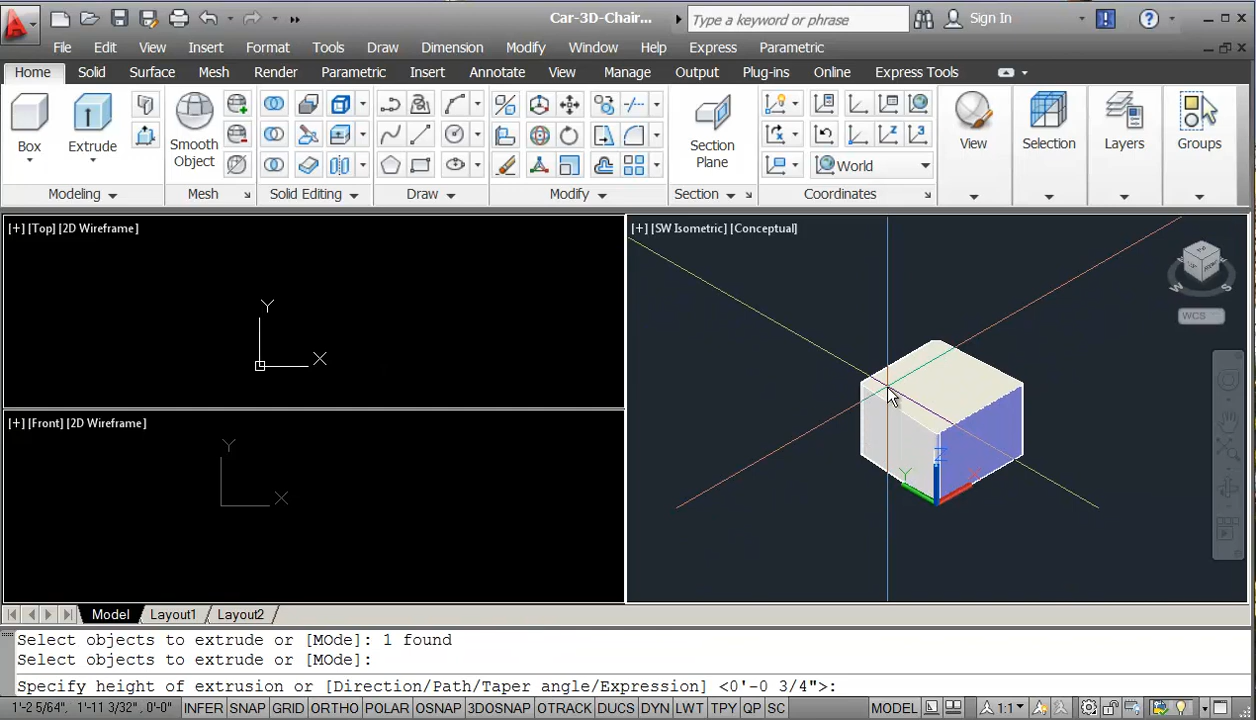 Car-3D-Chair...
Type a keyword or phrase
Sign In
File Edit View Insert Format Tools Draw Dimension Modify Window Help Express Parametric
Home Solid Surface Mesh Render Parametric Insert Annotate View Manage Plug-ins Output Online Express Tools
Box
Extrude
Smooth
Object
Section
Plane
World
View
Selection
Layers
Groups
Modeling
Mesh
Solid Editing
Draw
Modify
Section
Coordinates
[+] [Top] [2D Wireframe]
Y
X
[+] [SW Isometric] [Conceptual]
TOP
FRONT
W
S
WCS
Z
Y
X
[+] [Front] [2D Wireframe]
Y
X
Model Layout1 Layout2
Select objects to extrude or [MOde]: 1 found
Select objects to extrude or [MOde]:
Specify height of extrusion or [Direction/Path/Taper angle/Expression] <0'-0 3/4">:
1'-2 5/64", 1'-11 3/32", 0'-0" INFER SNAP GRID ORTHO POLAR OSNAP 3DOSNAP OTRACK DUCS DYN LWT TPY QP SC MODEL 1:1